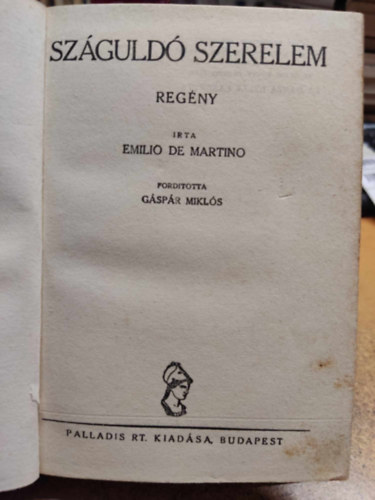 SZÁGULDÓ SZERELEM
REGÉNY
IRTA
EMILIO DE MARTINO
FORDITOTTA
GÁSPÁR MIKLÓS
PALLADIS RT. KIADÁSA, BUDAPEST